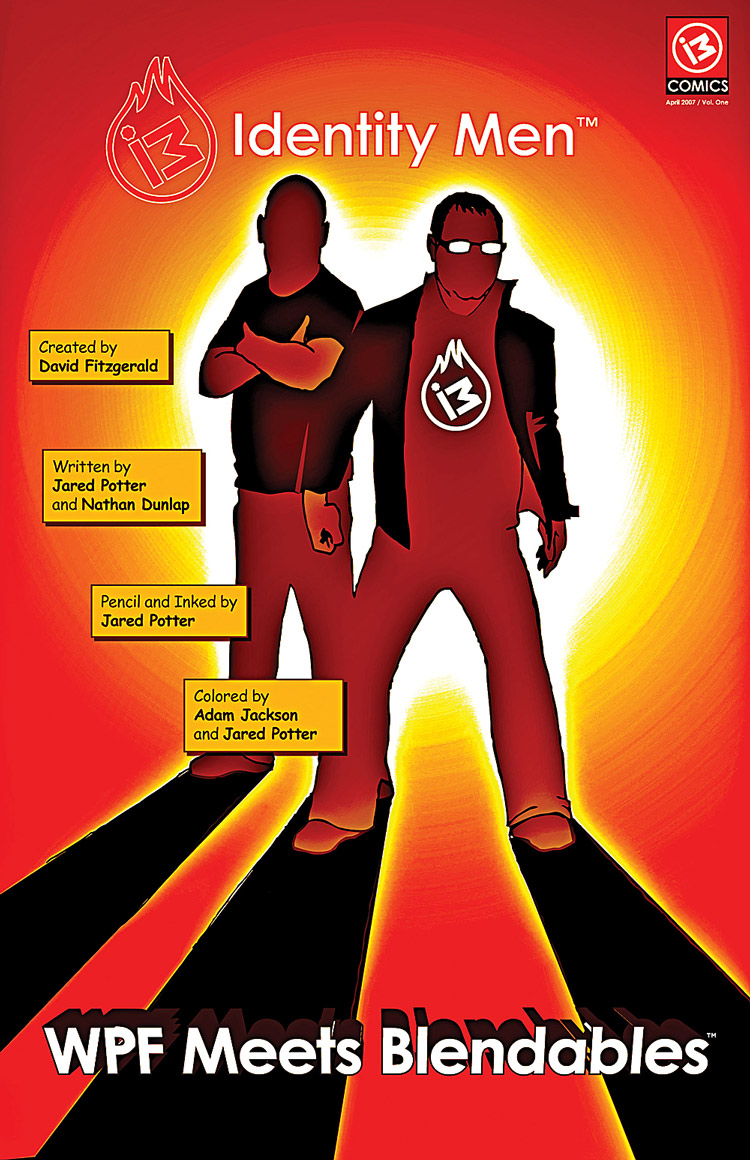 i3
COMICS
April 2007 / Vol. One
i3
Identity Men™
i3
Created by
David Fitzgerald
Written by
Jared Potter
and Nathan Dunlap
Pencil and Inked by
Jared Potter
Colored by
Adam Jackson
and Jared Potter
WPF Meets Blendables™